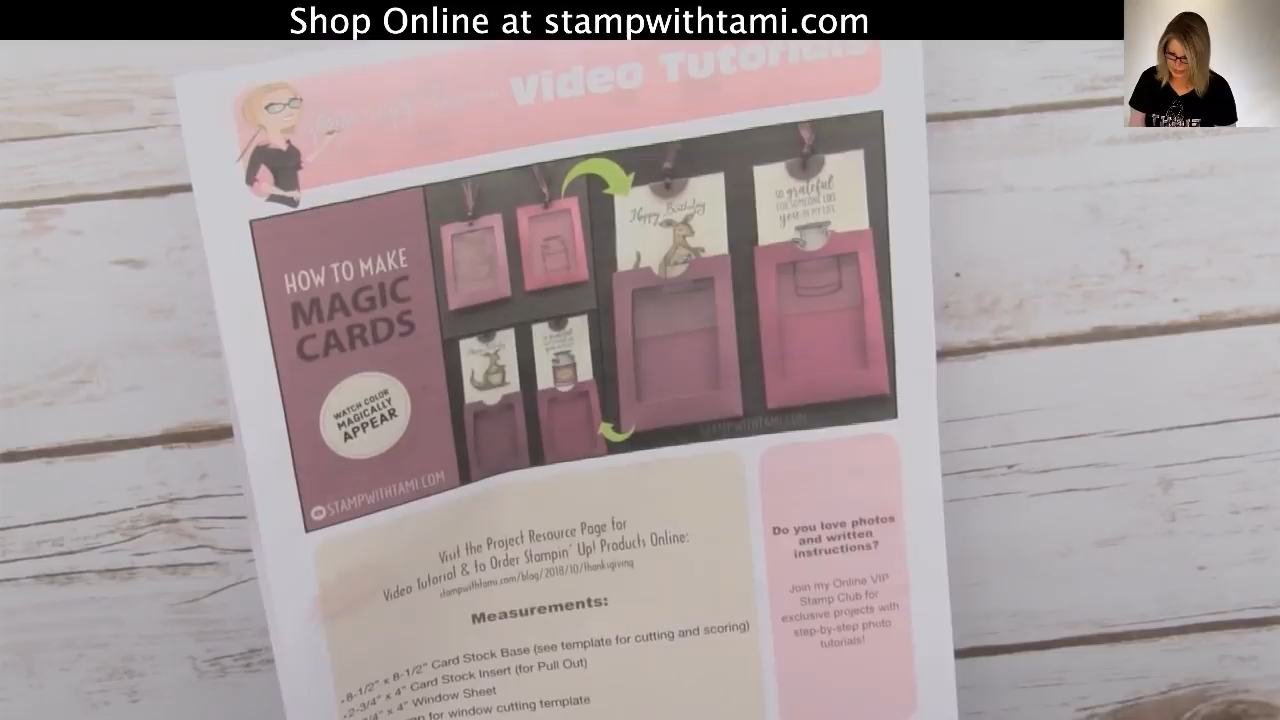 Shop Online at stampwithtami.com
Video Tutorials
HOW TO MAKE
MAGIC
CARDS
WATCH COLOR
MAGICALLY
APPEAR
STAMPWITHTAMI.COM
Happy Birthday
so grateful
FOR SOMEONE LIKE
you IN MY LIFE
STAMPWITHTAMI.COM
Visit the Project Resource Page for
Video Tutorial & to Order Stampin' Up! Products Online:
stampwithtami.com/blog/2018/10/thanksgiving
Measurements:
8-1/2" x 8-1/2" Card Stock Base (see template for cutting and scoring)
2-3/4" x 4" Card Stock Insert (for Pull Out)
x 4" Window Sheet
for window cutting template
Do you love photos
and written
instructions?
Join my Online VIP
Stamp Club for
exclusive projects with
step-by-step photo
tutorials!